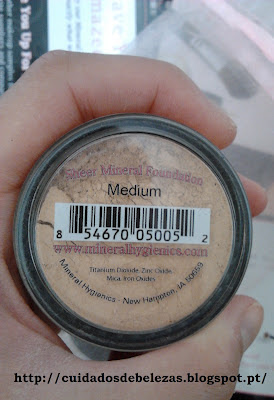 Sheer Mineral Foundation
Medium
8 54670 05005 2
www.mineralhygienica.com
Titanium Dioxide, Zinc Oxide,
Mica, Iron Oxides
Mineral Hygienics - New Hampton, IA 50659
http://cuidadosdebelezas.blogspot.pt/